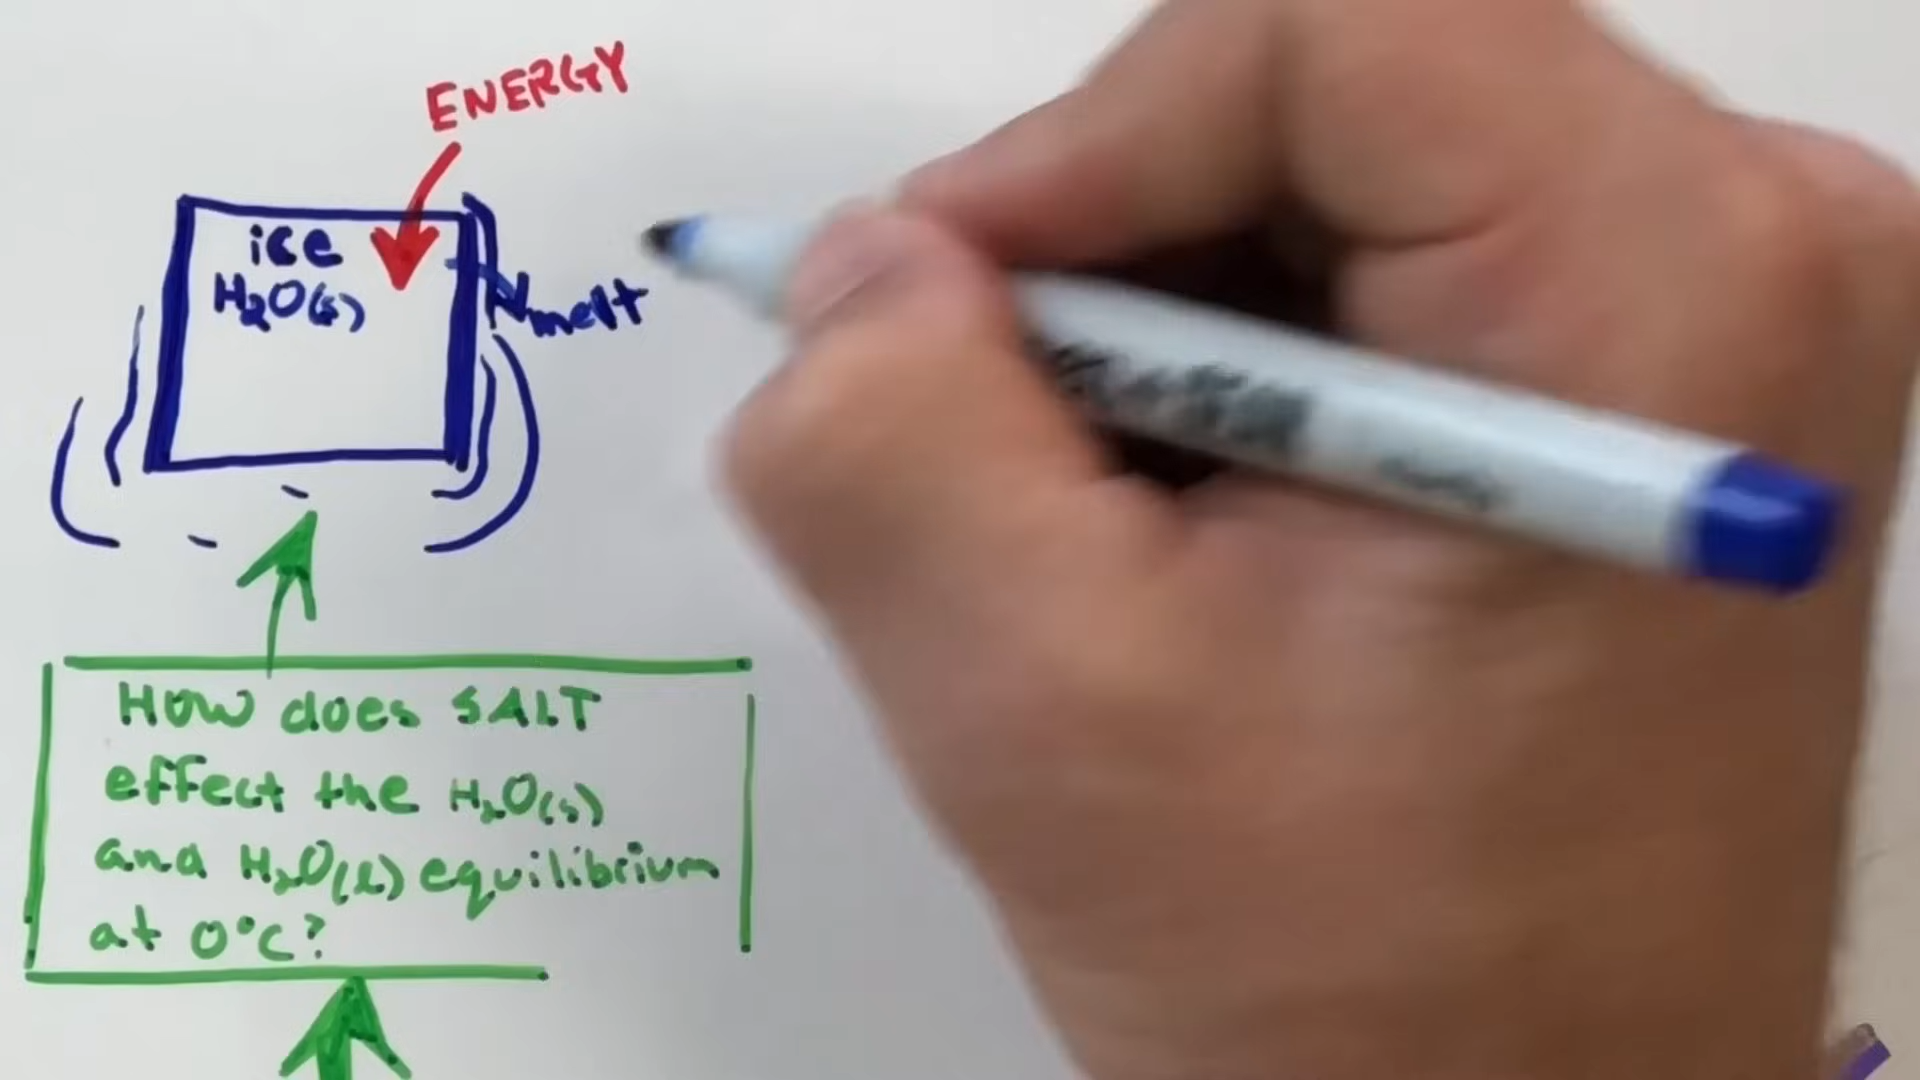 ENERGY
ice
H₂O(s)
melt
HOW does SALT
effect the H₂O(s)
and H₂O(l) equilibrium
at 0°C?